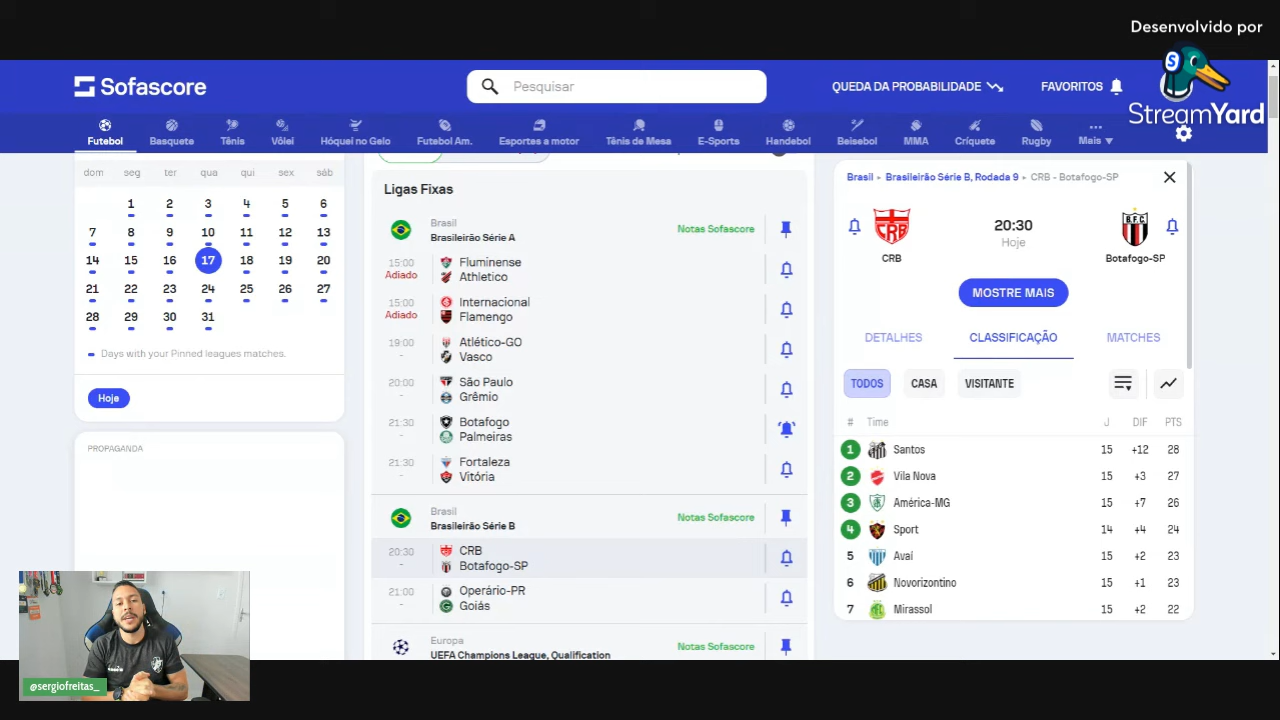 Desenvolvido por
StreamYard
Sofascore
Pesquisar
QUEDA DA PROBABILIDADE
FAVORITOS
Futebol
Basquete
Tênis
Vôlei
Hóquei no Gelo
Futebol Am.
Esportes a motor
Tênis de Mesa
E-Sports
Handebol
Beisebol
MMA
Críquete
Rugby
Mais
dom seg ter qua qui sex sáb
1 2 3 4 5 6
7 8 9 10 11 12 13
14 15 16 17 18 19 20
21 22 23 24 25 26 27
28 29 30 31
Days with your Pinned leagues matches.
Hoje
PROPAGANDA
@sergiofreitas_
Ligas Fixas
Brasil
Brasileirão Série A
Notas Sofascore
15:00 Fluminense
Adiado Athletico
15:00 Internacional
Adiado Flamengo
19:00 Atlético-GO
- Vasco
20:00 São Paulo
- Grêmio
21:30 Botafogo
- Palmeiras
21:30 Fortaleza
- Vitória
Brasil
Brasileirão Série B
Notas Sofascore
20:30 CRB
- Botafogo-SP
21:00 Operário-PR
- Goiás
Europa
UEFA Champions League, Qualification
Notas Sofascore
Brasil Brasileirão Série B, Rodada 9 CRB - Botafogo-SP
CRB
20:30
Hoje
B.F.C.
CRB
Botafogo-SP
MOSTRE MAIS
DETALHES CLASSIFICAÇÃO MATCHES
TODOS CASA VISITANTE
# Time J DIF PTS
1 Santos 15 +12 28
2 Vila Nova 15 +3 27
3 América-MG 15 +7 26
4 Sport 14 +4 24
5 Avaí 15 +2 23
6 Novorizontino 15 +1 23
7 Mirassol 15 +2 22